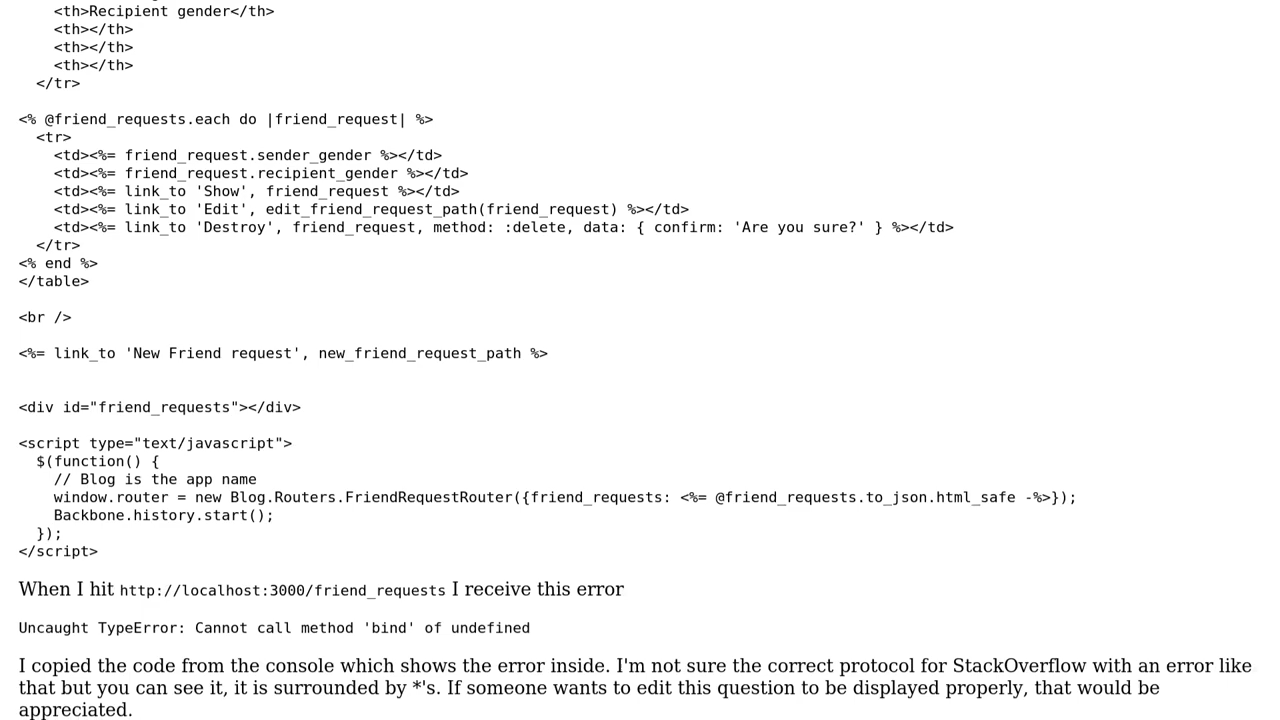 <th>Recipient gender</th>
    <th></th>
    <th></th>
    <th></th>
  </tr>

<% @friend_requests.each do |friend_request| %>
  <tr>
    <td><%= friend_request.sender_gender %></td>
    <td><%= friend_request.recipient_gender %></td>
    <td><%= link_to 'Show', friend_request %></td>
    <td><%= link_to 'Edit', edit_friend_request_path(friend_request) %></td>
    <td><%= link_to 'Destroy', friend_request, method: :delete, data: { confirm: 'Are you sure?' } %></td>
  </tr>
<% end %>
</table>

<br />

<%= link_to 'New Friend request', new_friend_request_path %>


<div id="friend_requests"></div>

<script type="text/javascript">
  $(function() {
    // Blog is the app name
    window.router = new Blog.Routers.FriendRequestRouter({friend_requests: <%= @friend_requests.to_json.html_safe -%>});
    Backbone.history.start();
  });
</script>

When I hit http://localhost:3000/friend_requests I receive this error

Uncaught TypeError: Cannot call method 'bind' of undefined

I copied the code from the console which shows the error inside. I'm not sure the correct protocol for StackOverflow with an error like
that but you can see it, it is surrounded by *'s. If someone wants to edit this question to be displayed properly, that would be
appreciated.